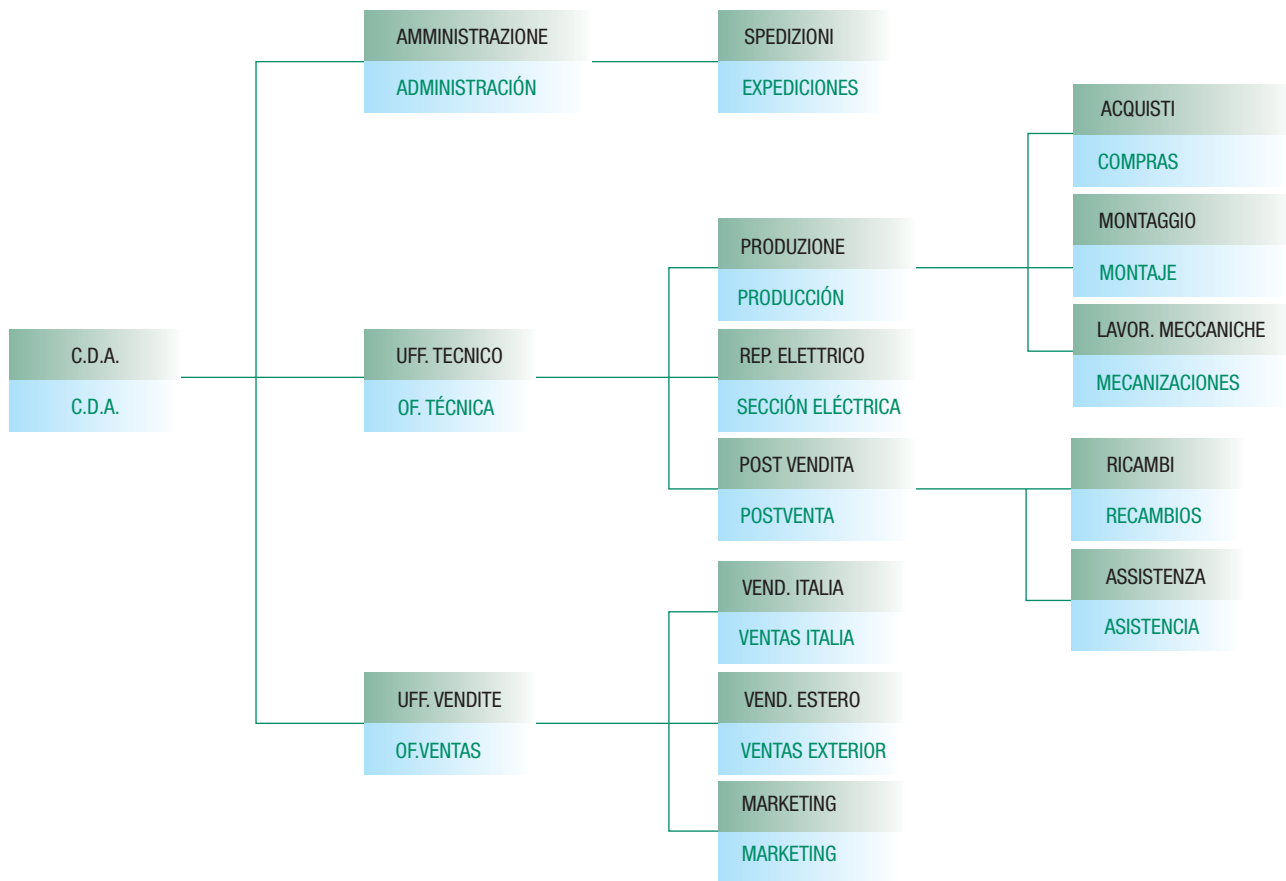 C.D.A.
C.D.A.
AMMINISTRAZIONE
ADMINISTRACIÓN
SPEDIZIONI
EXPEDICIONES
UFF. TECNICO
OF. TÉCNICA
PRODUZIONE
PRODUCCIÓN
ACQUISTI
COMPRAS
MONTAGGIO
MONTAJE
LAVOR. MECCANICHE
MECANIZACIONES
REP. ELETTRICO
SECCIÓN ELÉCTRICA
POST VENDITA
POSTVENTA
RICAMBI
RECAMBIOS
ASSISTENZA
ASISTENCIA
UFF. VENDITE
OF.VENTAS
VEND. ITALIA
VENTAS ITALIA
VEND. ESTERO
VENTAS EXTERIOR
MARKETING
MARKETING